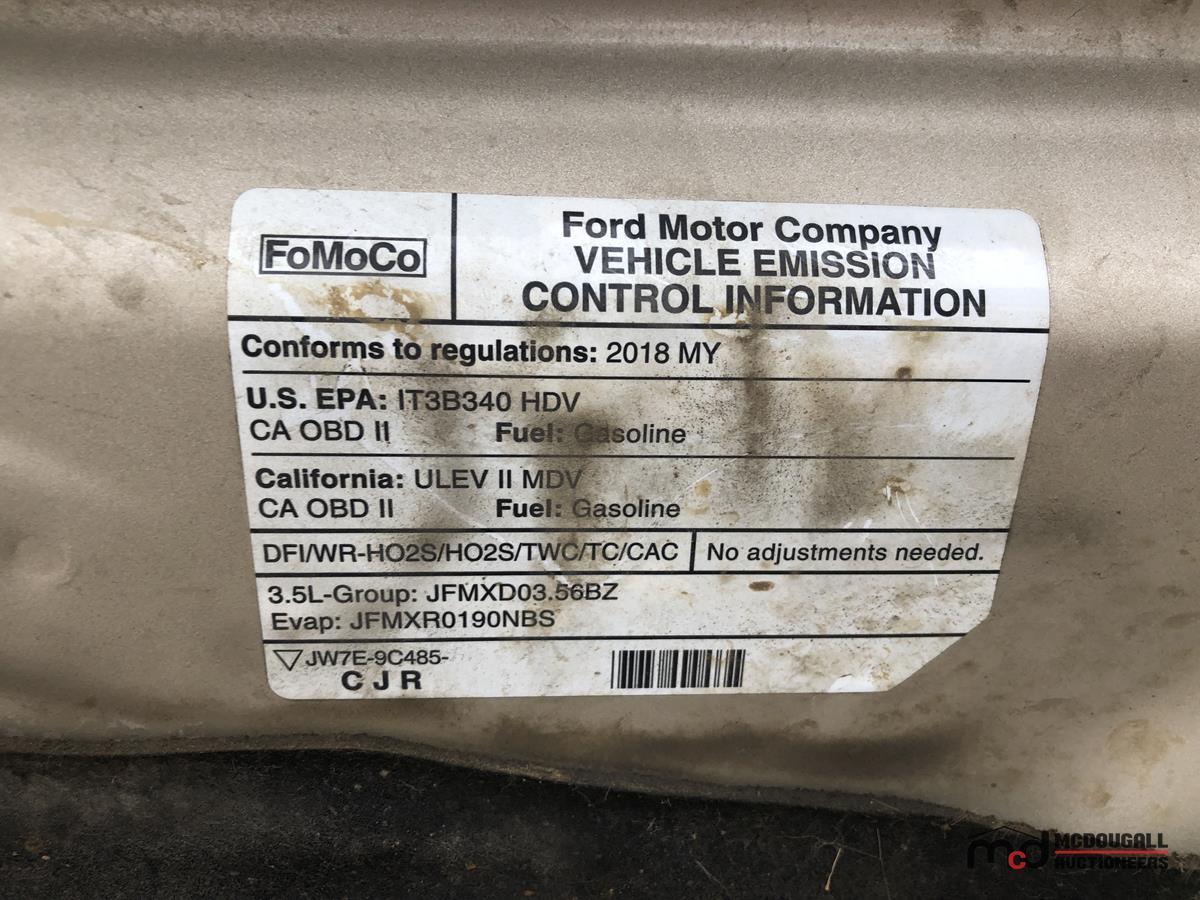 FoMoCo
Ford Motor Company
VEHICLE EMISSION
CONTROL INFORMATION
Conforms to regulations: 2018 MY
U.S. EPA: IT3B340 HDV
CA OBD II Fuel: Gasoline
California: ULEV II MDV
CA OBD II Fuel: Gasoline
DFI/WR-HO2S/HO2S/TWC/TC/CAC No adjustments needed.
3.5L-Group: JFMXD03.56BZ
Evap: JFMXR0190NBS
JW7E-9C485-
C J R
mcd MCDOUGALL
AUCTIONEERS